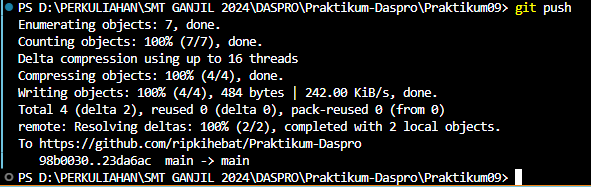 PS D:\PERKULIAHAN\SMT GANJIL 2024\DASPRO\Praktikum-Daspro\Praktikum09> git push
Enumerating objects: 7, done.
Counting objects: 100% (7/7), done.
Delta compression using up to 16 threads
Compressing objects: 100% (4/4), done.
Writing objects: 100% (4/4), 484 bytes | 242.00 KiB/s, done.
Total 4 (delta 2), reused 0 (delta 0), pack-reused 0 (from 0)
remote: Resolving deltas: 100% (2/2), completed with 2 local objects.
To https://github.com/ripkihebat/Praktikum-Daspro
98b0030..23da6ac  main -> main
PS D:\PERKULIAHAN\SMT GANJIL 2024\DASPRO\Praktikum-Daspro\Praktikum09>